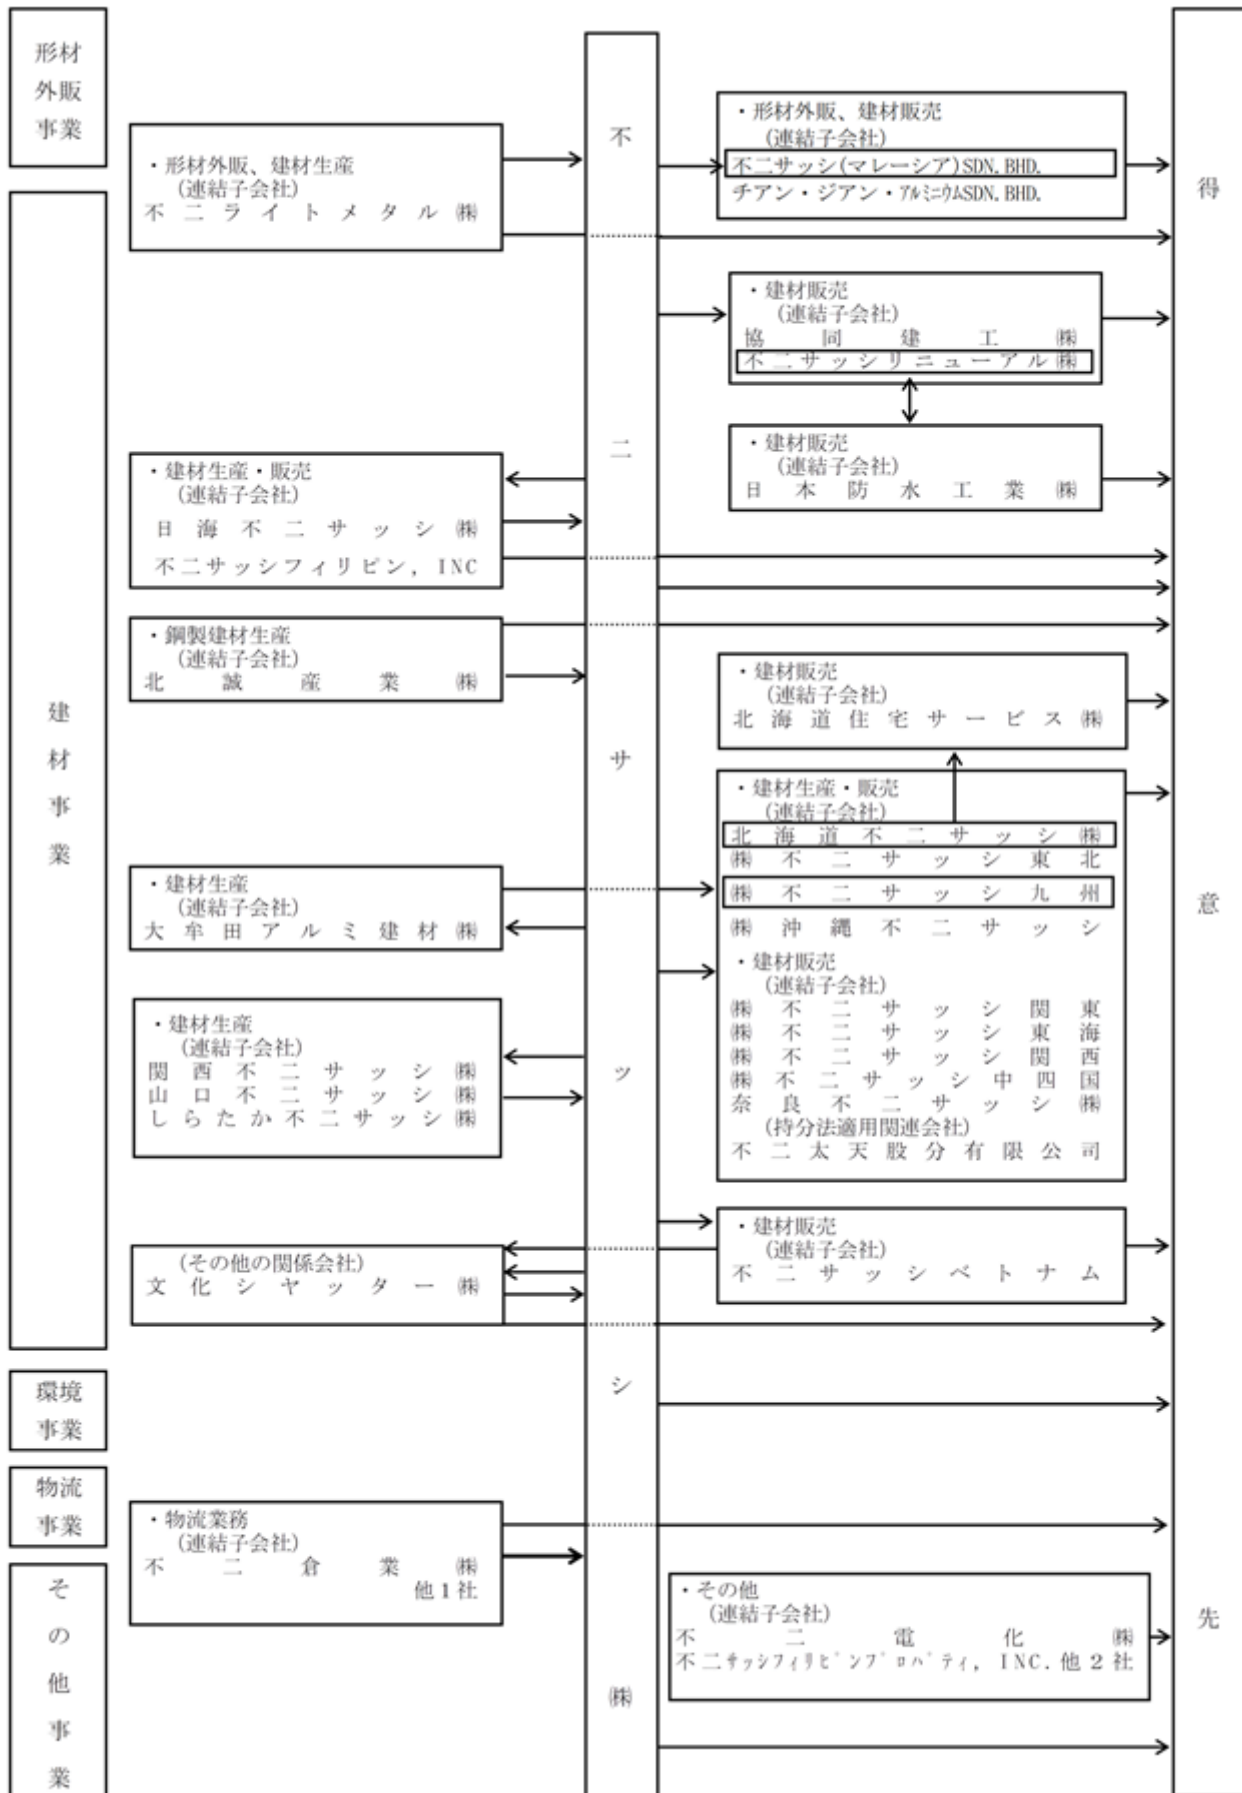 形材
外販
事業
建
材
事
業
環境
事業
物流
事業
そ
の
他
事
業
・形材外販、建材生産
(連結子会社)
不二ライトメタル㈱
・建材生産・販売
(連結子会社)
日海不二サッシ㈱
不二サッシフィリピン, INC
・鋼製建材生産
(連結子会社)
北誠産業㈱
・建材生産
(連結子会社)
大牟田アルミ建材㈱
・建材生産
(連結子会社)
関西不二サッシ㈱
山口不二サッシ㈱
しらたか不二サッシ㈱
(その他の関係会社)
文化シヤッター㈱
・物流業務
(連結子会社)
不二倉業㈱
他1社
不
二
サ
ッ
シ
㈱
・形材外販、建材販売
(連結子会社)
不二サッシ(マレーシア)SDN. BHD.
チアン・ジアン・アルミニウムSDN. BHD.
・建材販売
(連結子会社)
協同建工㈱
不二サッシリニューアル㈱
・建材販売
(連結子会社)
日本防水工業㈱
・建材販売
(連結子会社)
北海道住宅サービス㈱
・建材生産・販売
(連結子会社)
北海道不二サッシ㈱
㈱不二サッシ東北
㈱不二サッシ九州
㈱沖縄不二サッシ
・建材販売
(連結子会社)
㈱不二サッシ関東
㈱不二サッシ東海
㈱不二サッシ関西
㈱不二サッシ中四国
奈良不二サッシ㈱
(持分法適用関連会社)
不二太天股分有限公司
・建材販売
(連結子会社)
不二サッシベトナム
・その他
(連結子会社)
不二電化㈱
不二サッシフィリピンプロパティ, INC. 他2社
得
意
先